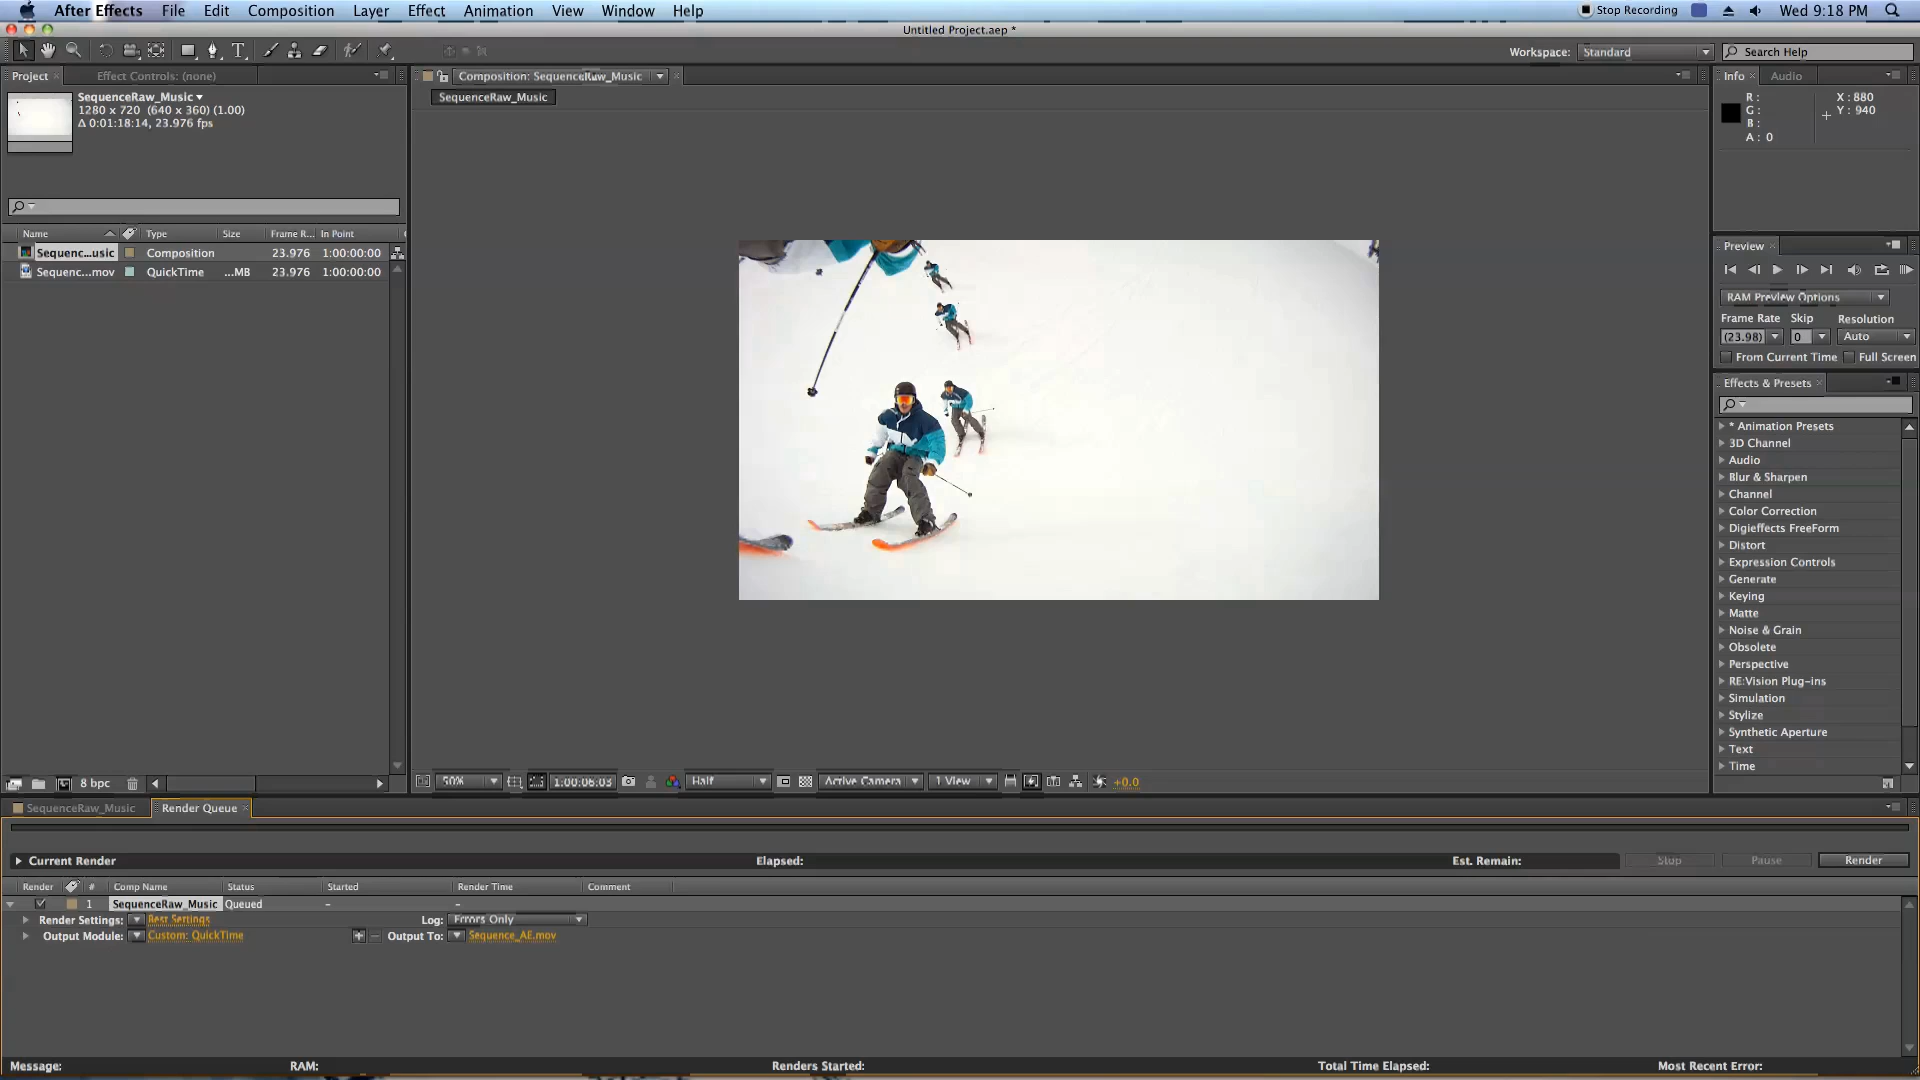 After Effects File Edit Composition Layer Effect Animation View Window Help Stop Recording Wed 9:18 PM
Untitled Project.aep *
Workspace: Standard Search Help
Project Effect Controls: (none)
SequenceRaw_Music
1280 x 720 (640 x 360) (1.00)
Δ 0:01:18:14, 23.976 fps
Name Type Size Frame R... In Point
Sequenc...usic Composition 23.976 1:00:00:00
Sequenc...mov QuickTime ...MB 23.976 1:00:00:00
8 bpc
Composition: SequenceRaw_Music
SequenceRaw_Music
50% 1:00:06:03 Half Active Camera 1 View +0.0
Info Audio
R : X : 880
G : Y : 940
B :
A : 0
Preview
RAM Preview Options
Frame Rate Skip Resolution
(23.98) 0 Auto
From Current Time Full Screen
Effects & Presets
* Animation Presets
3D Channel
Audio
Blur & Sharpen
Channel
Color Correction
Digieffects FreeForm
Distort
Expression Controls
Generate
Keying
Matte
Noise & Grain
Obsolete
Perspective
RE:Vision Plug-ins
Simulation
Stylize
Synthetic Aperture
Text
Time
SequenceRaw_Music Render Queue
Current Render Elapsed: Est. Remain: Stop Pause Render
Render # Comp Name Status Started Render Time Comment
1 SequenceRaw_Music Queued - -
Render Settings: Best Settings Log: Errors Only
Output Module: Custom: QuickTime + - Output To: Sequence_AE.mov
Message: RAM: Renders Started: Total Time Elapsed: Most Recent Error: